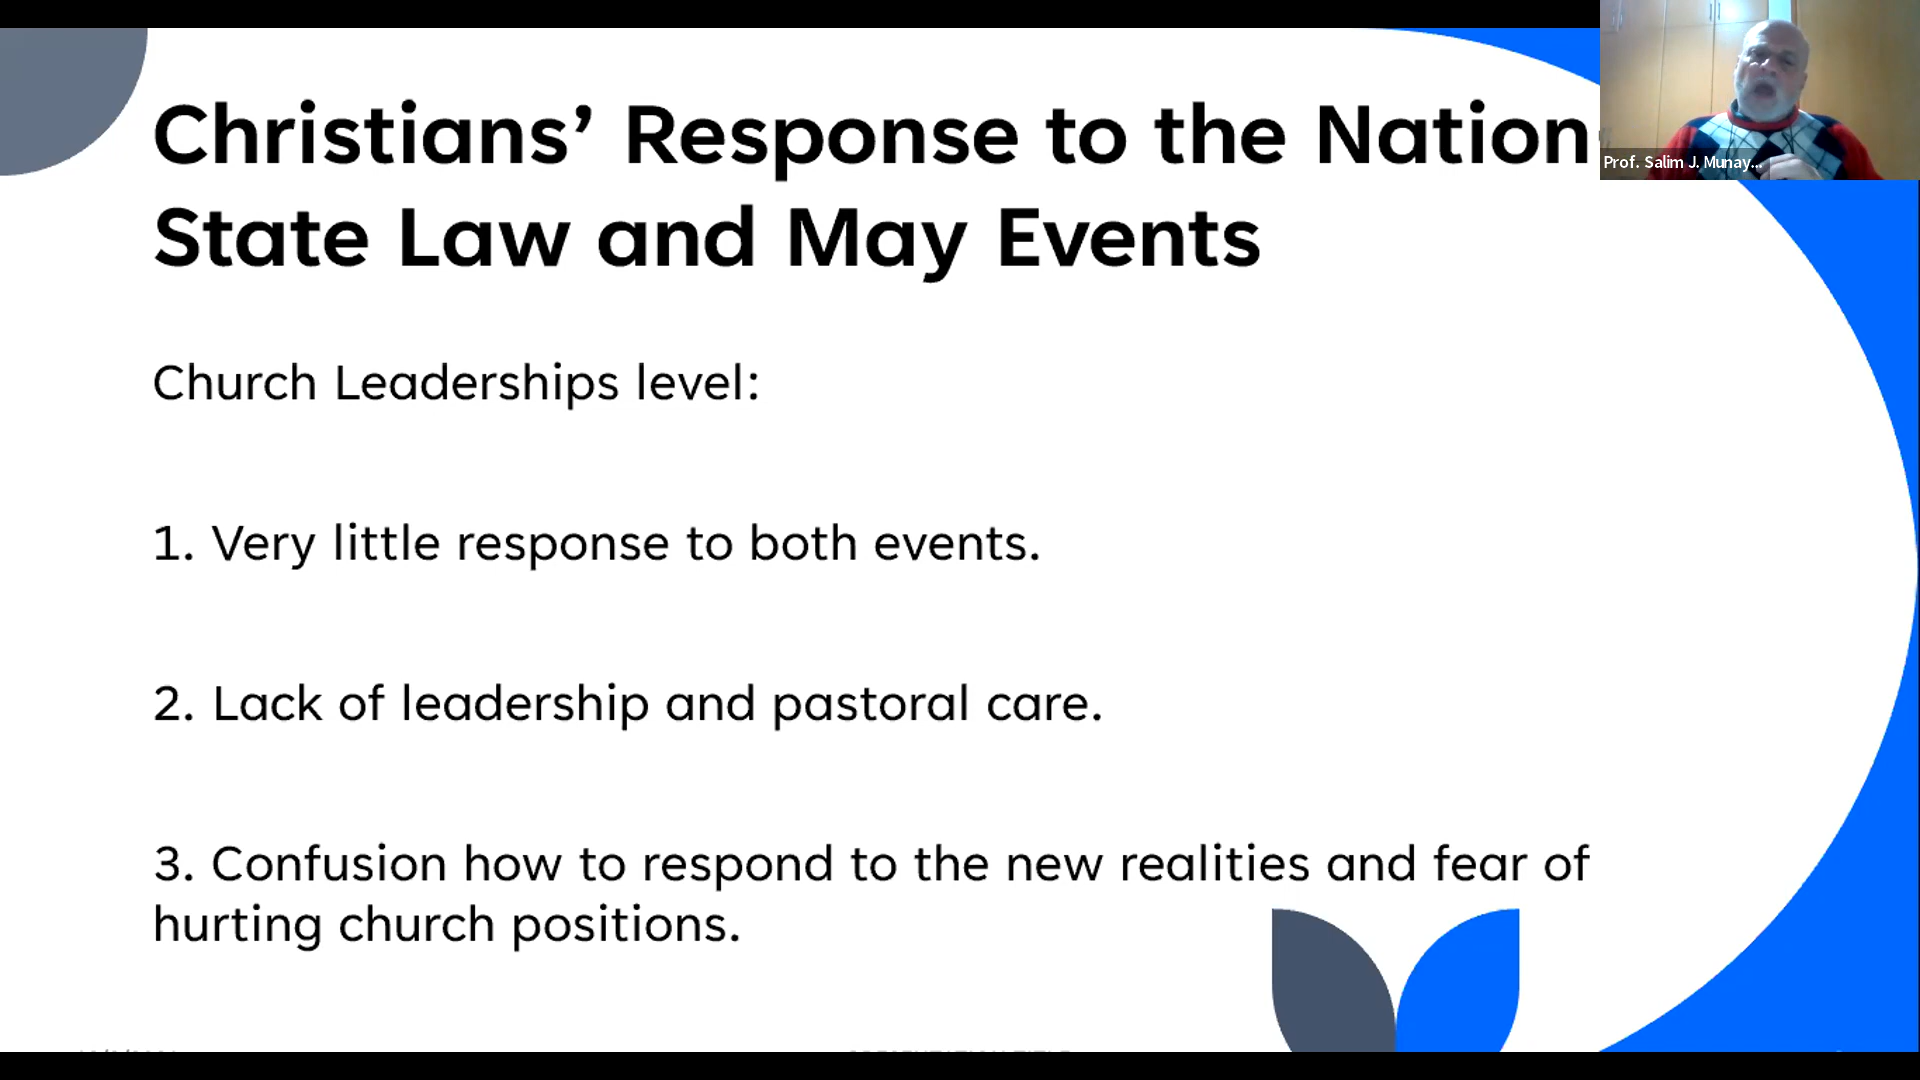 Christians’ Response to the Nation
State Law and May Events
Prof. Salim J. Munay...
Church Leaderships level:
1. Very little response to both events.
2. Lack of leadership and pastoral care.
3. Confusion how to respond to the new realities and fear of
hurting church positions.